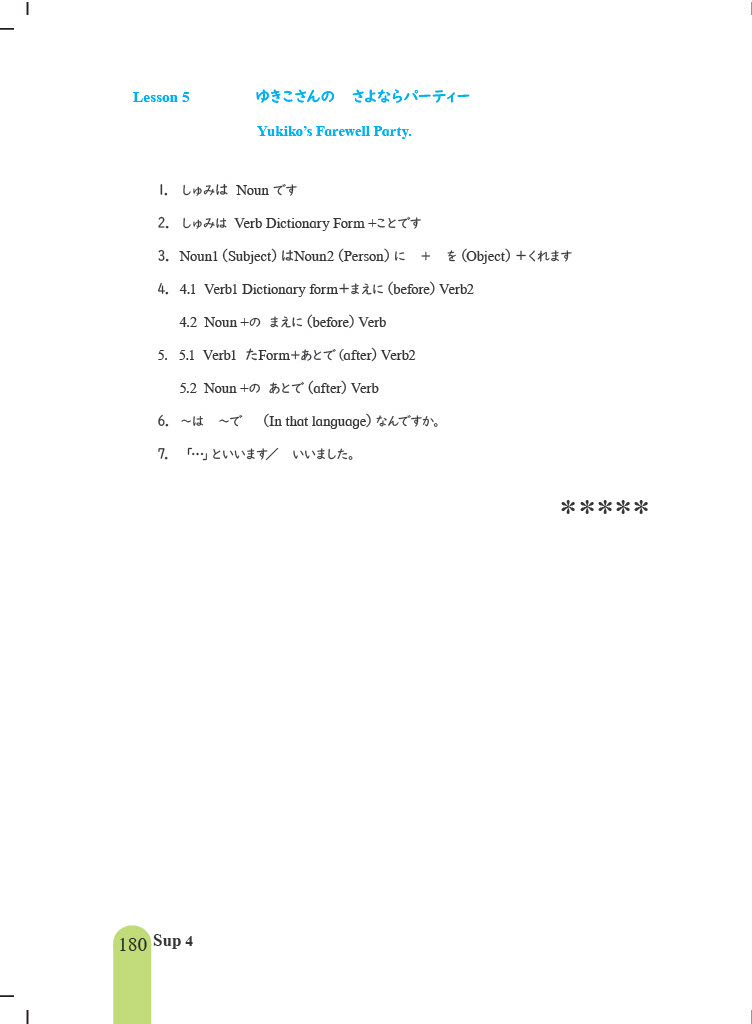 Lesson 5 ゆきこさんの さよならパーティー
Yukiko’s Farewell Party.
1. しゅみは Noun です
2. しゅみは Verb Dictionary Form +ことです
3. Noun1 (Subject) はNoun2 (Person) に + を (Object) +くれます
4. 4.1 Verb1 Dictionary form+まえに (before) Verb2
4.2 Noun +の まえに (before) Verb
5. 5.1 Verb1 たForm+あとで (after) Verb2
5.2 Noun +の あとで (after) Verb
6. ～は ～で (In that language) なんですか。
7. 「…」といいます／ いいました。
*****
180 Sup 4